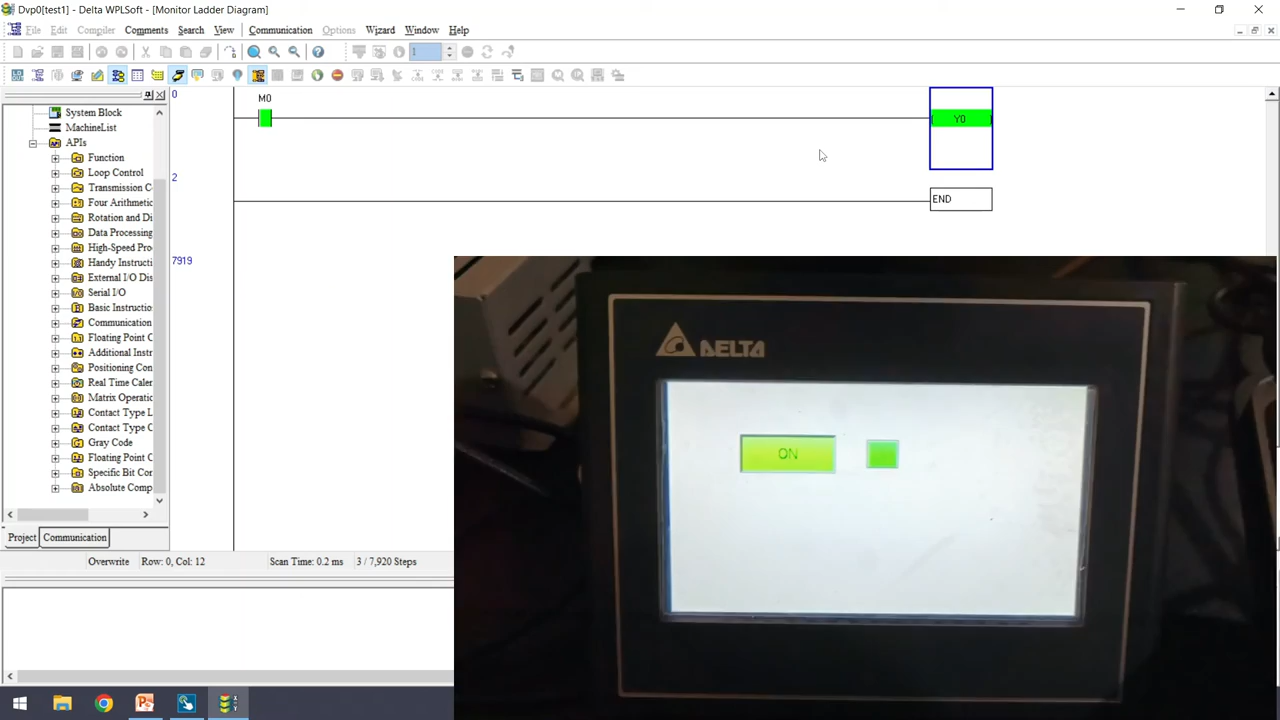 Dvp0[test1] - Delta WPLSoft - [Monitor Ladder Diagram]
File Edit Compiler Comments Search View Communication Options Wizard Window Help
1
System Block
MachineList
APIs
Function
Loop Control
Transmission C
Four Arithmetic
Rotation and Di
Data Processing
High-Speed Pro
Handy Instructi
External I/O Dis
Serial I/O
Basic Instructio
Communication
Floating Point C
Additional Instr
Positioning Con
Real Time Caler
Matrix Operatio
Contact Type L
Contact Type C
Gray Code
Floating Point C
Specific Bit Cor
Absolute Comp
Project Communication
0
M0
Y0
2
END
7919
Overwrite Row: 0, Col: 12 Scan Time: 0.2 ms 3 / 7,920 Steps
DELTA
ON